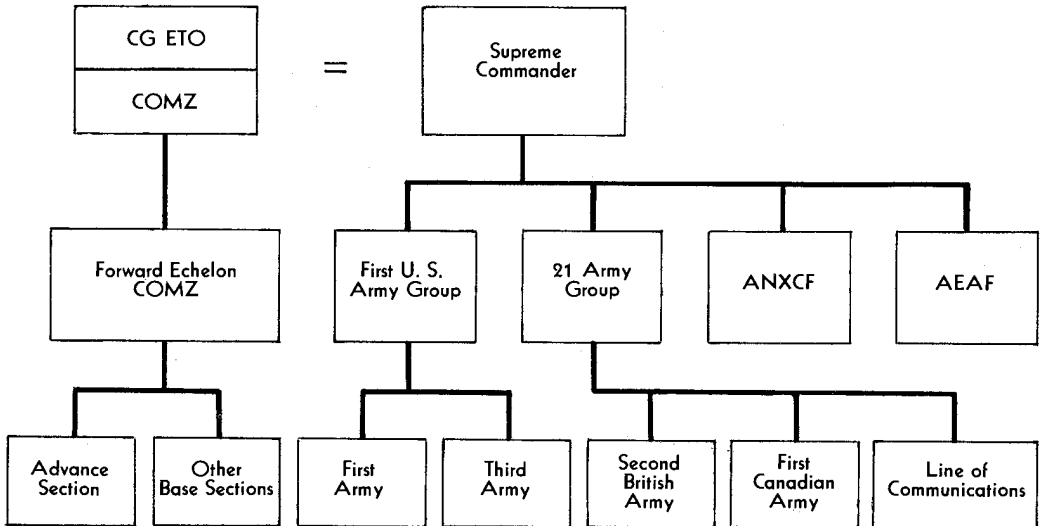 CG ETO
COMZ
=
Supreme
Commander
Forward Echelon
COMZ
First U. S.
Army Group
21 Army
Group
ANXCF
AEAF
Advance
Section
Other
Base Sections
First
Army
Third
Army
Second
British
Army
First
Canadian
Army
Line of
Communications